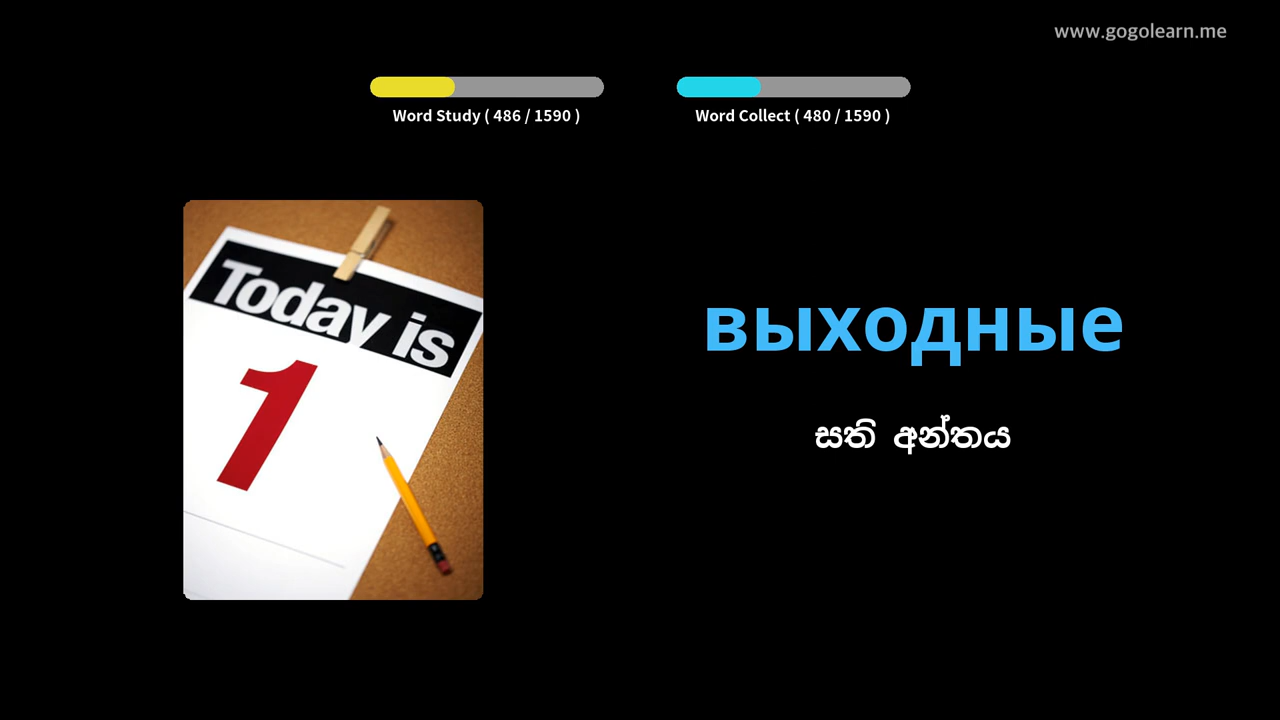 www.gogolearn.me
Word Study ( 486 / 1590 )
Word Collect ( 480 / 1590 )
Today is
1
выходные
සති අන්තය